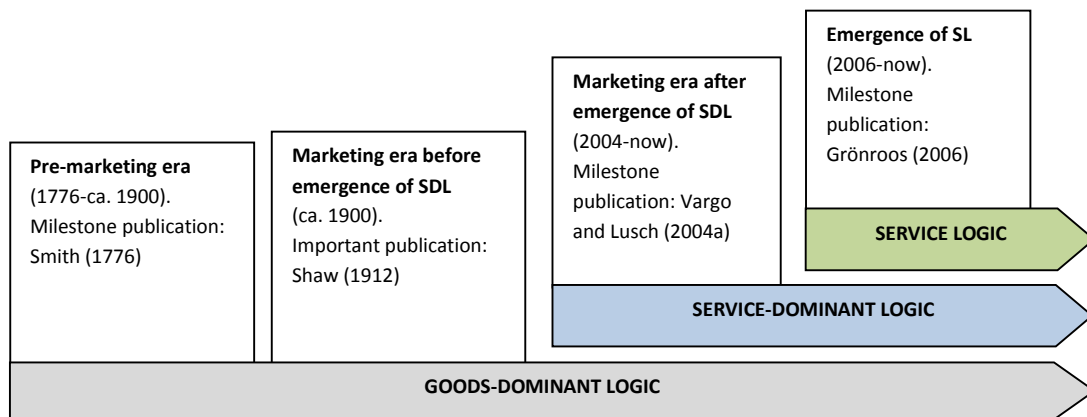 Pre-marketing era
(1776-ca. 1900).
Milestone publication:
Smith (1776)
Marketing era before
emergence of SDL
(ca. 1900).
Important publication:
Shaw (1912)
Marketing era after
emergence of SDL
(2004-now).
Milestone
publication: Vargo
and Lusch (2004a)
Emergence of SL
(2006-now).
Milestone
publication:
Grönroos (2006)
SERVICE LOGIC
SERVICE-DOMINANT LOGIC
GOODS-DOMINANT LOGIC